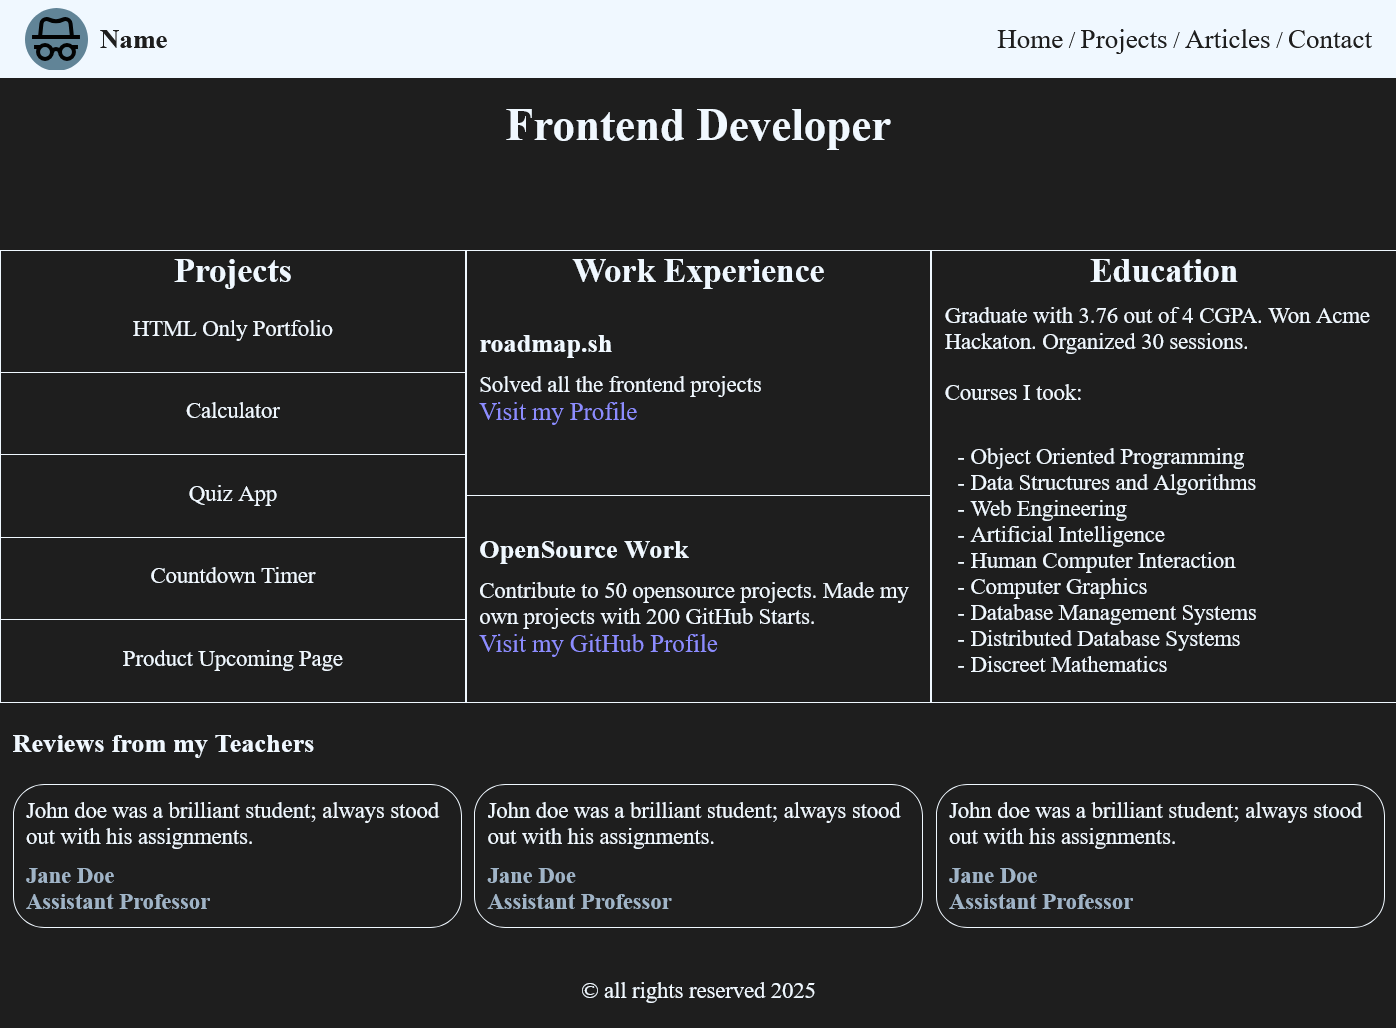 Name
Home / Projects / Articles / Contact
Frontend Developer
Projects
HTML Only Portfolio
Calculator
Quiz App
Countdown Timer
Product Upcoming Page
Work Experience
roadmap.sh
Solved all the frontend projects
Visit my Profile
OpenSource Work
Contribute to 50 opensource projects. Made my
own projects with 200 GitHub Starts.
Visit my GitHub Profile
Education
Graduate with 3.76 out of 4 CGPA. Won Acme
Hackaton. Organized 30 sessions.
Courses I took:
- Object Oriented Programming
- Data Structures and Algorithms
- Web Engineering
- Artificial Intelligence
- Human Computer Interaction
- Computer Graphics
- Database Management Systems
- Distributed Database Systems
- Discreet Mathematics
Reviews from my Teachers
John doe was a brilliant student; always stood
out with his assignments.
Jane Doe
Assistant Professor
John doe was a brilliant student; always stood
out with his assignments.
Jane Doe
Assistant Professor
John doe was a brilliant student; always stood
out with his assignments.
Jane Doe
Assistant Professor
© all rights reserved 2025